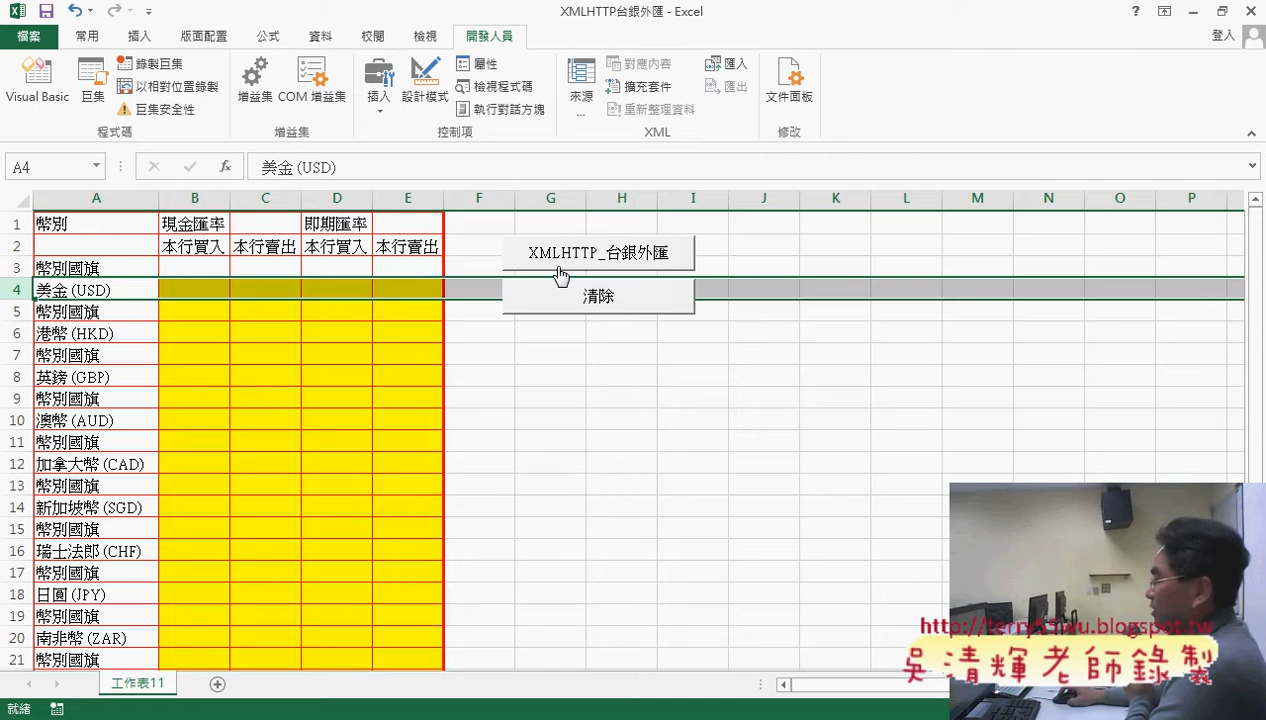 XMLHTTP台銀外匯 - Excel
檔案 常用 插入 版面配置 公式 資料 校閱 檢視 開發人員 登入
Visual Basic 巨集 錄製巨集 以相對位置錄製 巨集安全性
程式碼
增益集 COM 增益集
增益集
插入 設計模式 屬性 檢視程式碼 執行對話方塊
控制項
來源 ... 對應內容 擴充套件 重新整理資料 匯入 匯出
XML
文件面板
修改
A4 fx 美金 (USD)
A B C D E F G H I J K L M N O P
1 幣別 現金匯率 即期匯率
2 本行買入 本行賣出 本行買入 本行賣出
XMLHTTP_台銀外匯
3 幣別國旗
4 美金 (USD)
清除
5 幣別國旗
6 港幣 (HKD)
7 幣別國旗
8 英鎊 (GBP)
9 幣別國旗
10 澳幣 (AUD)
11 幣別國旗
12 加拿大幣 (CAD)
13 幣別國旗
14 新加坡幣 (SGD)
15 幣別國旗
16 瑞士法郎 (CHF)
17 幣別國旗
18 日圓 (JPY)
19 幣別國旗
20 南非幣 (ZAR)
21 幣別國旗
http://terry55wu.blogspot.tw
吳清輝老師錄製
工作表11
就緒